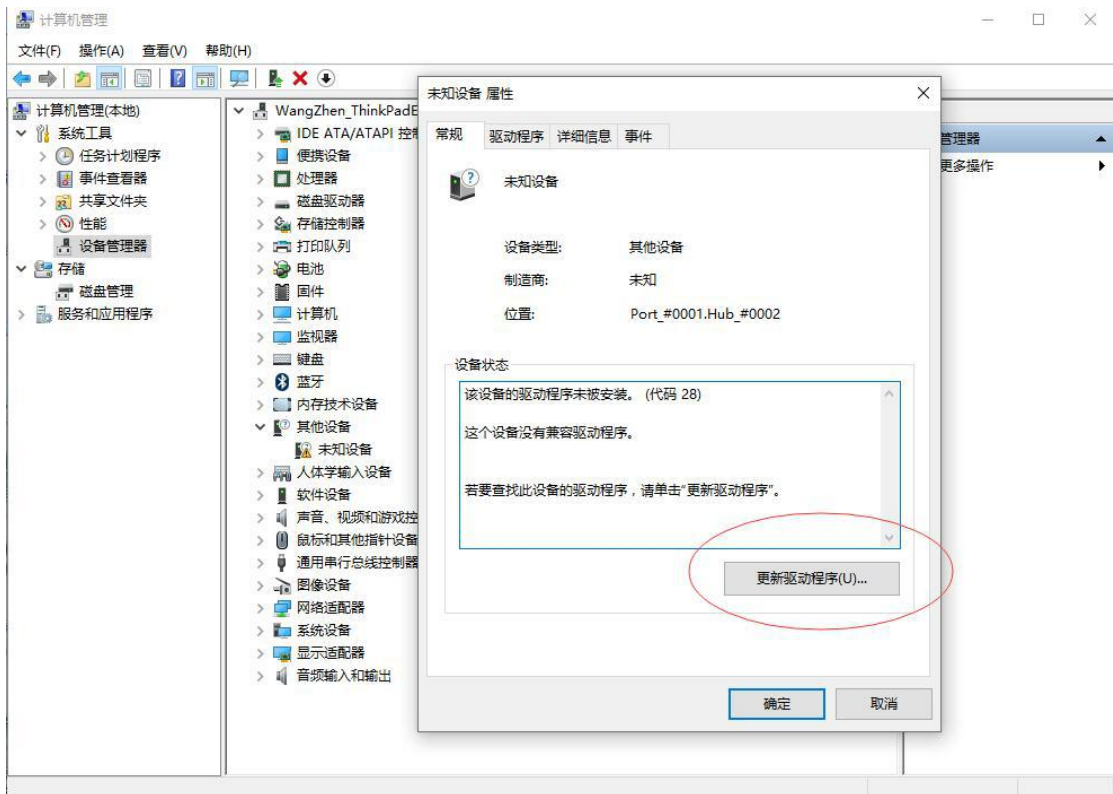 计算机管理
文件(F) 操作(A) 查看(V) 帮助(H)
计算机管理(本地)
系统工具
任务计划程序
事件查看器
共享文件夹
性能
设备管理器
存储
磁盘管理
服务和应用程序
WangZhen_ThinkPadE
IDE ATA/ATAPI 控制
便携设备
处理器
磁盘驱动器
存储控制器
打印队列
电池
固件
计算机
监视器
键盘
蓝牙
内存技术设备
其他设备
未知设备
人体学输入设备
软件设备
声音、视频和游戏控
鼠标和其他指针设备
通用串行总线控制器
图像设备
网络适配器
系统设备
显示适配器
音频输入和输出
未知设备 属性
常规 驱动程序 详细信息 事件
未知设备
设备类型: 其他设备
制造商: 未知
位置: Port_#0001.Hub_#0002
设备状态
该设备的驱动程序未被安装。 (代码 28)
这个设备没有兼容驱动程序。
若要查找此设备的驱动程序，请单击“更新驱动程序”。
更新驱动程序(U)...
确定 取消
管理器
更多操作